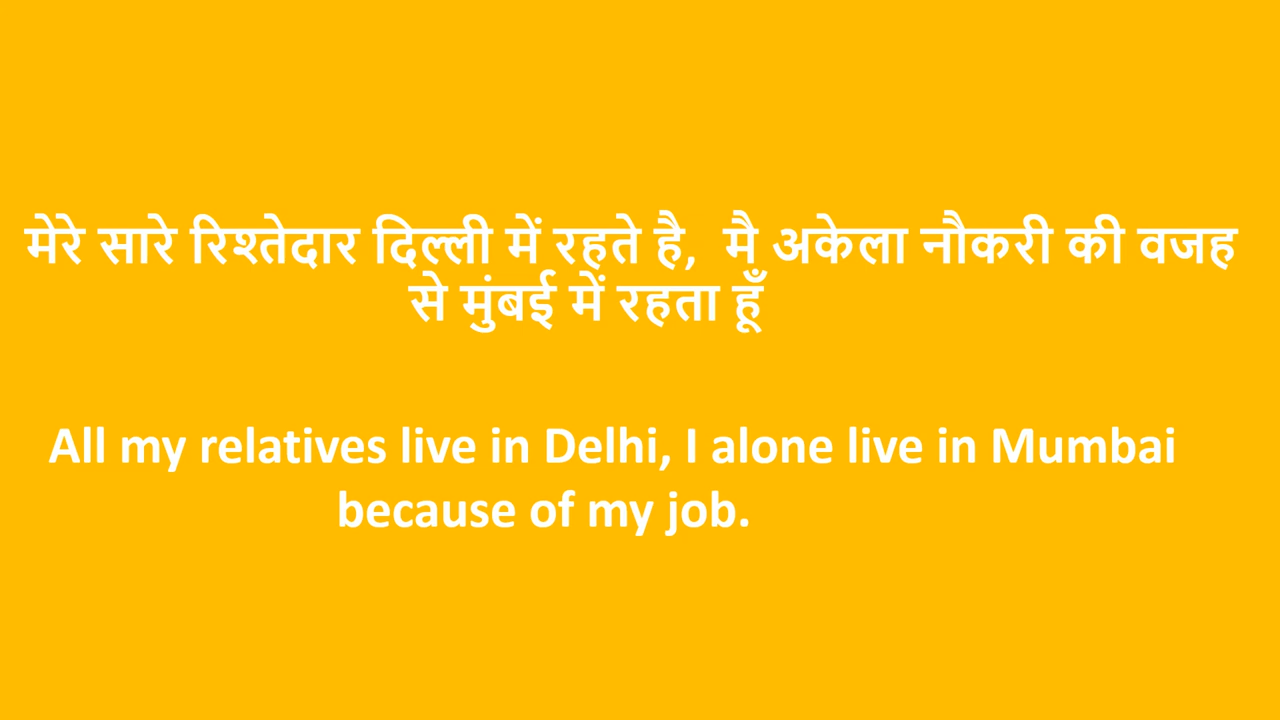 मेरे सारे रिश्तेदार दिल्ली में रहते है, मै अकेला नौकरी की वजह
से मुंबई में रहता हूँ
All my relatives live in Delhi, I alone live in Mumbai
because of my job.